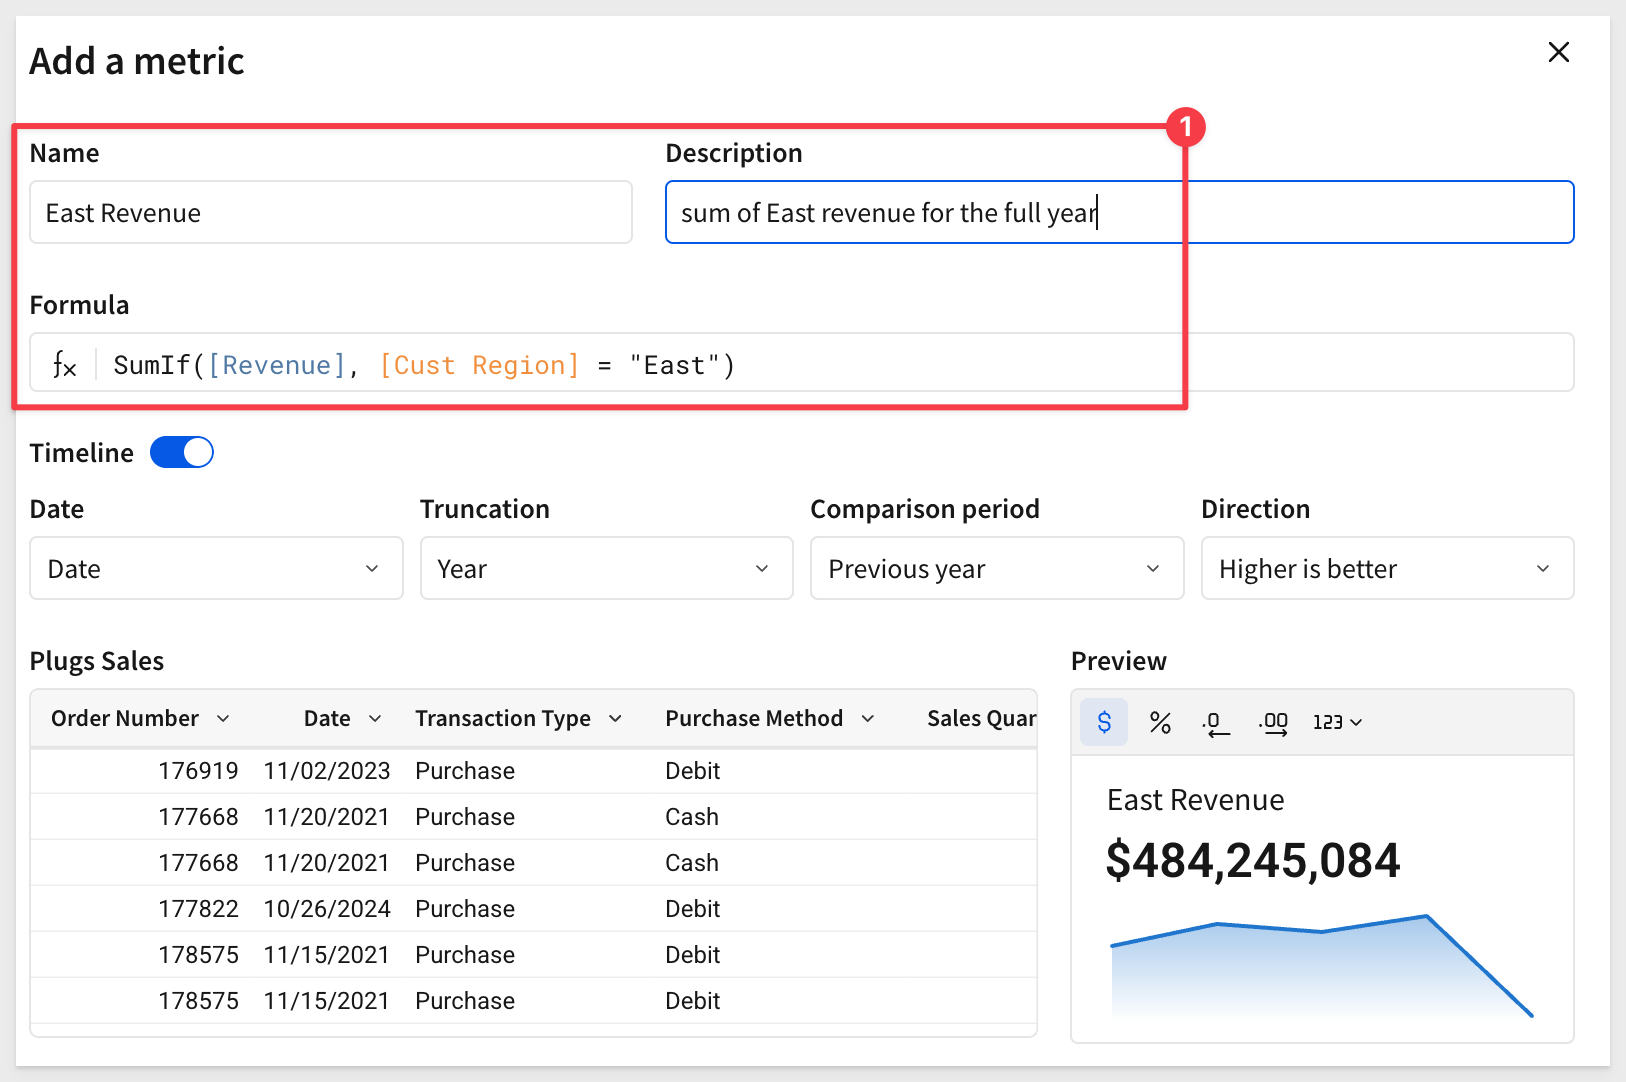 Add a metric
1
Name
Description
East Revenue
sum of East revenue for the full year
Formula
fx SumIf([Revenue], [Cust Region] = "East")
Timeline
Date Truncation Comparison period Direction
Date Year Previous year Higher is better
Plugs Sales
Order Number Date Transaction Type Purchase Method Sales Quan
176919 11/02/2023 Purchase Debit
177668 11/20/2021 Purchase Cash
177668 11/20/2021 Purchase Cash
177822 10/26/2024 Purchase Debit
178575 11/15/2021 Purchase Debit
178575 11/15/2021 Purchase Debit
Preview
$ % .0 .00 123
East Revenue
$484,245,084